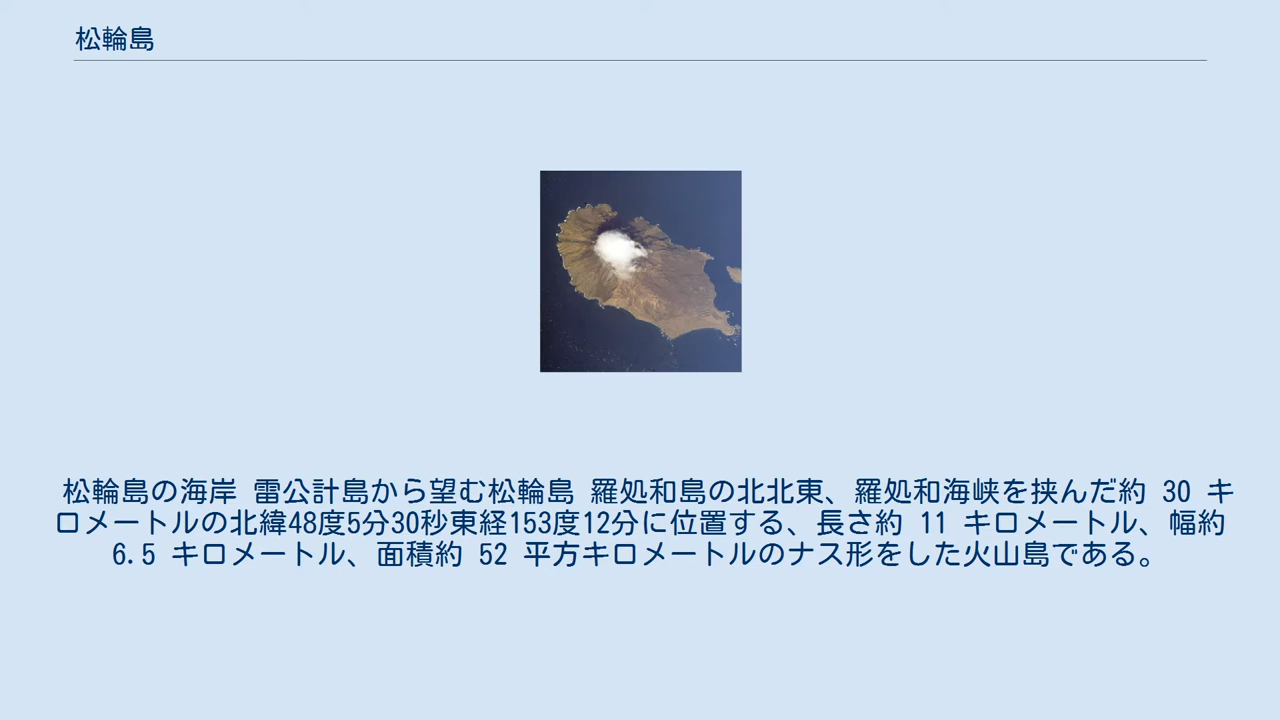 松輪島
松輪島の海岸 雷公計島から望む松輪島 羅処和島の北北東、羅処和海峡を挟んだ約 30 キ
ロメートルの北緯48度5分30秒東経153度12分に位置する、長さ約 11 キロメートル、幅約
6.5 キロメートル、面積約 52 平方キロメートルのナス形をした火山島である。